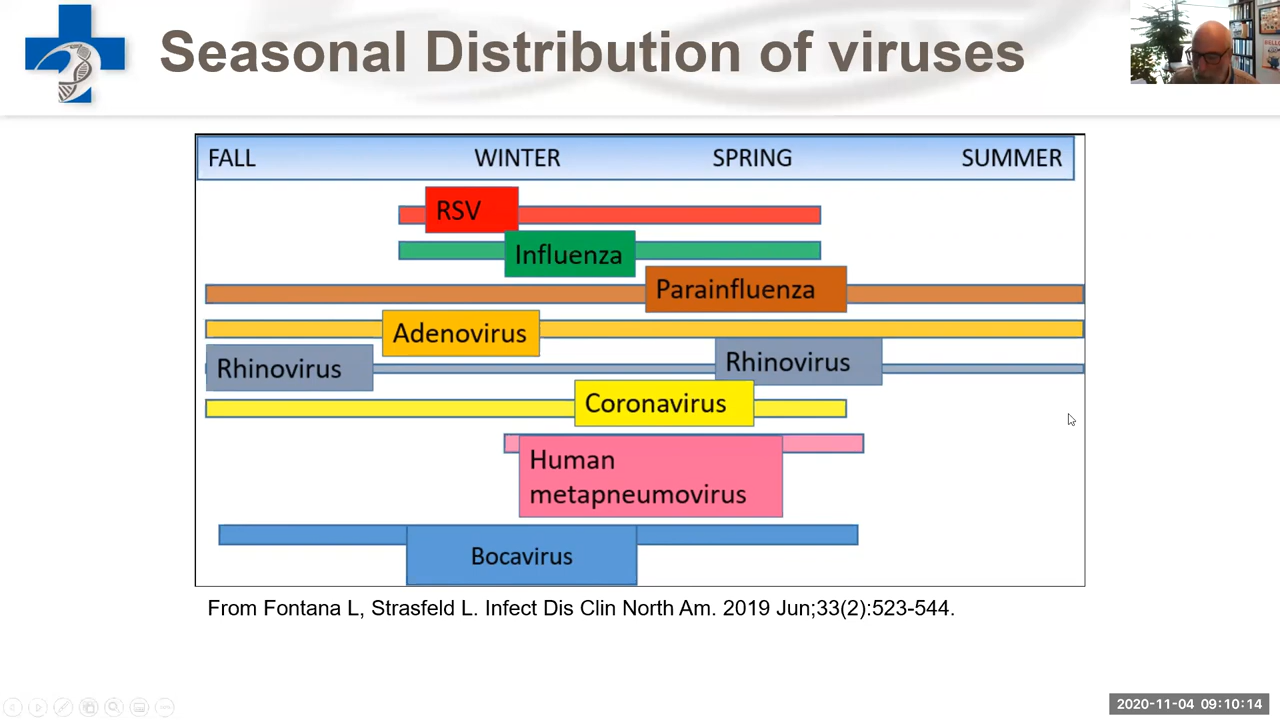 Seasonal Distribution of viruses
FALL WINTER SPRING SUMMER
RSV
Influenza
Parainfluenza
Adenovirus
Rhinovirus Rhinovirus
Coronavirus
Human
metapneumovirus
Bocavirus
From Fontana L, Strasfeld L. Infect Dis Clin North Am. 2019 Jun;33(2):523-544.
2020-11-04 09:10:14